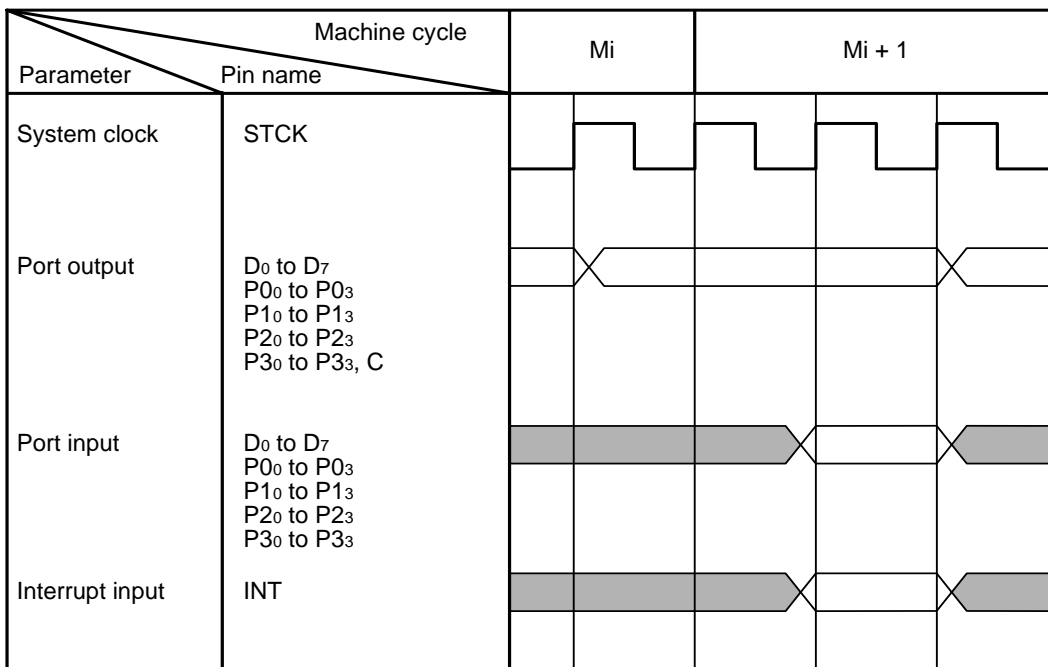 Machine cycle
Parameter
Pin name
Mi
Mi + 1
System clock
STCK
Port output
D0 to D7
P00 to P03
P10 to P13
P20 to P23
P30 to P33, C
Port input
D0 to D7
P00 to P03
P10 to P13
P20 to P23
P30 to P33
Interrupt input
INT